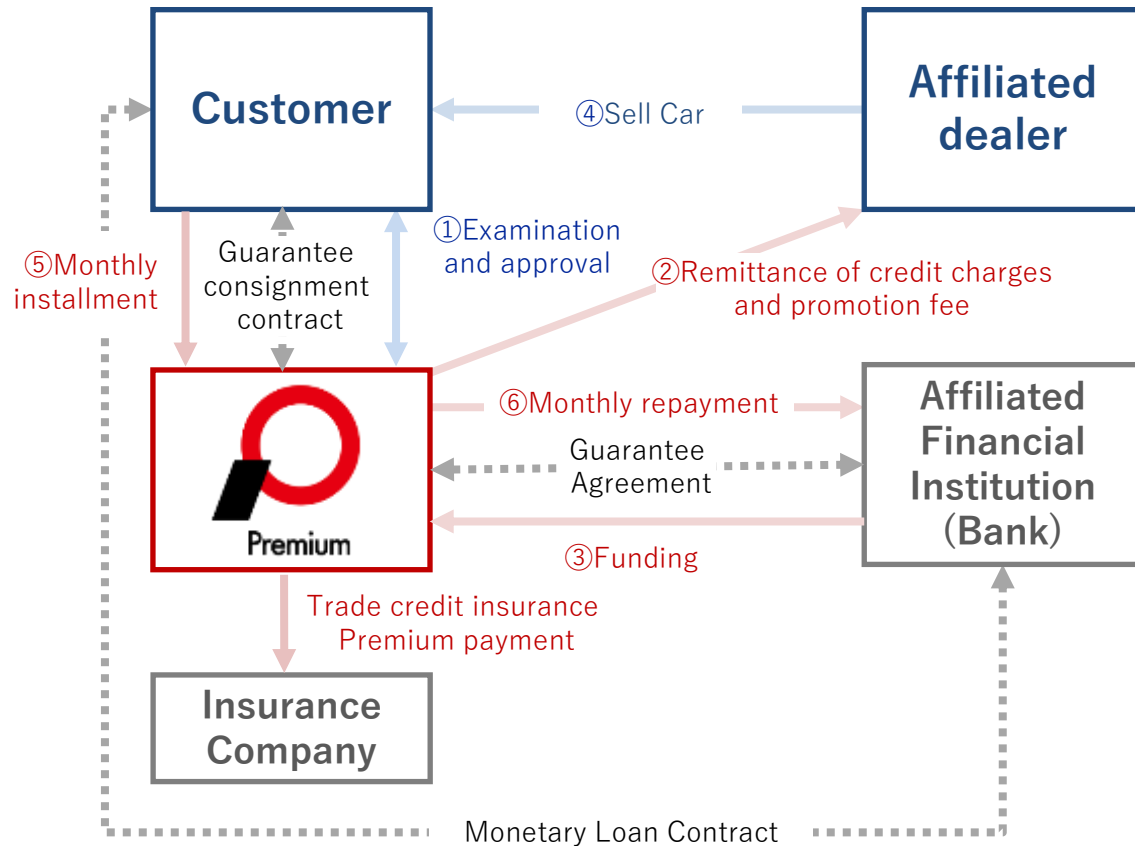 Customer
Affiliated
dealer
④Sell Car
①Examination
and approval
⑤Monthly
installment
Guarantee
consignment
contract
②Remittance of credit charges
and promotion fee
Premium
⑥Monthly repayment
Guarantee
Agreement
③Funding
Affiliated
Financial
Institution
(Bank)
Trade credit insurance
Premium payment
Insurance
Company
Monetary Loan Contract